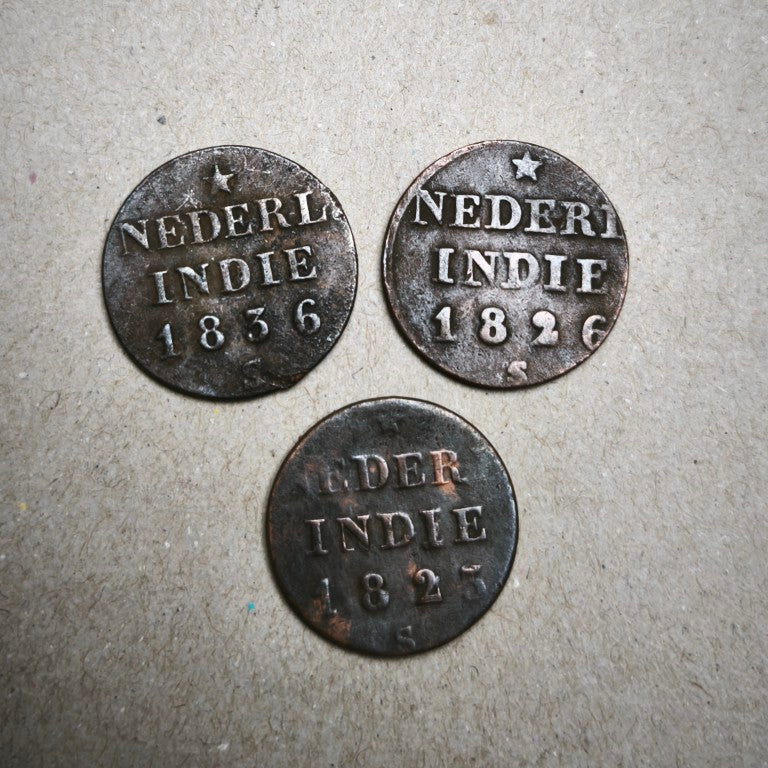 NEDERL
INDIE
1836
S
NEDERL
INDIE
1826
S
EDER
INDIE
1823
S